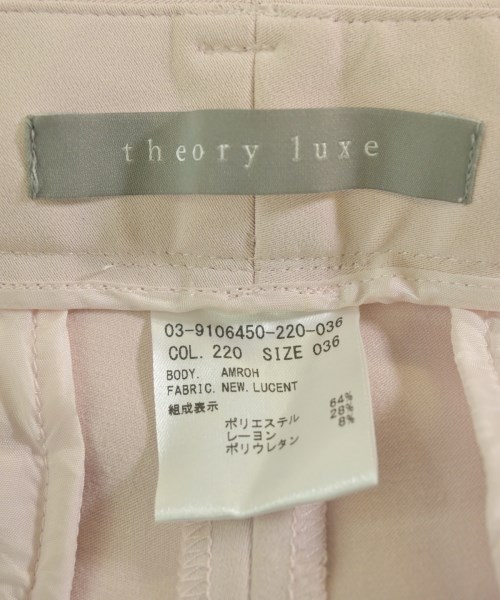 theory luxe
03-9106450-220-036
COL. 220 SIZE 036
BODY. AMROH
FABRIC. NEW. LUCENT
組成表示
ポリエステル 64%
レーヨン 28%
ポリウレタン 8%